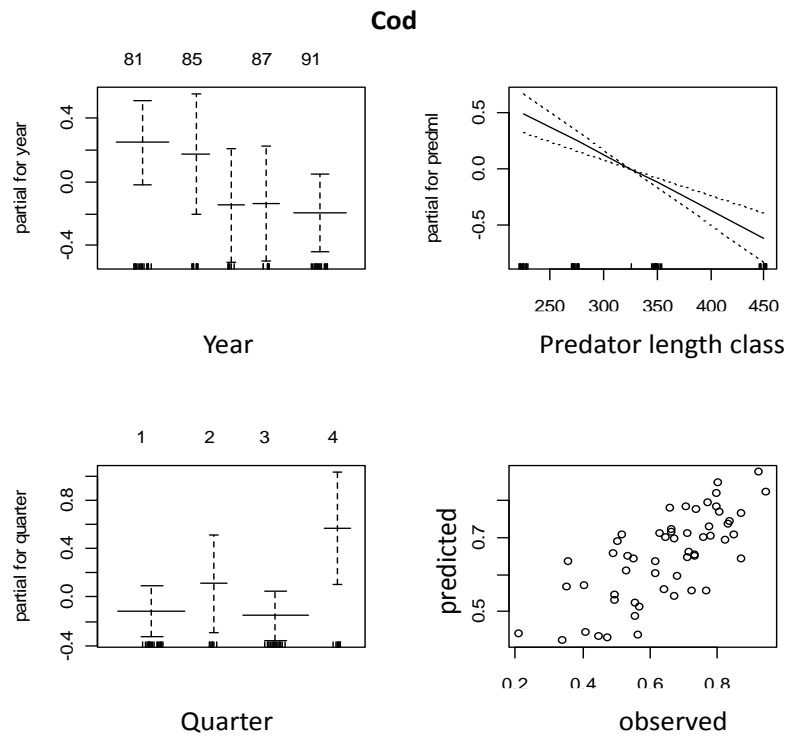 Cod
81 85 87 91
partial for year
0.4
0.0
-0.4
Year
partial for predml
0.5
0.0
-0.5
250 300 350 400 450
Predator length class
1 2 3 4
partial for quarter
0.8
0.4
0.0
-0.4
Quarter
predicted
0.7
0.5
0.2 0.4 0.6 0.8
observed